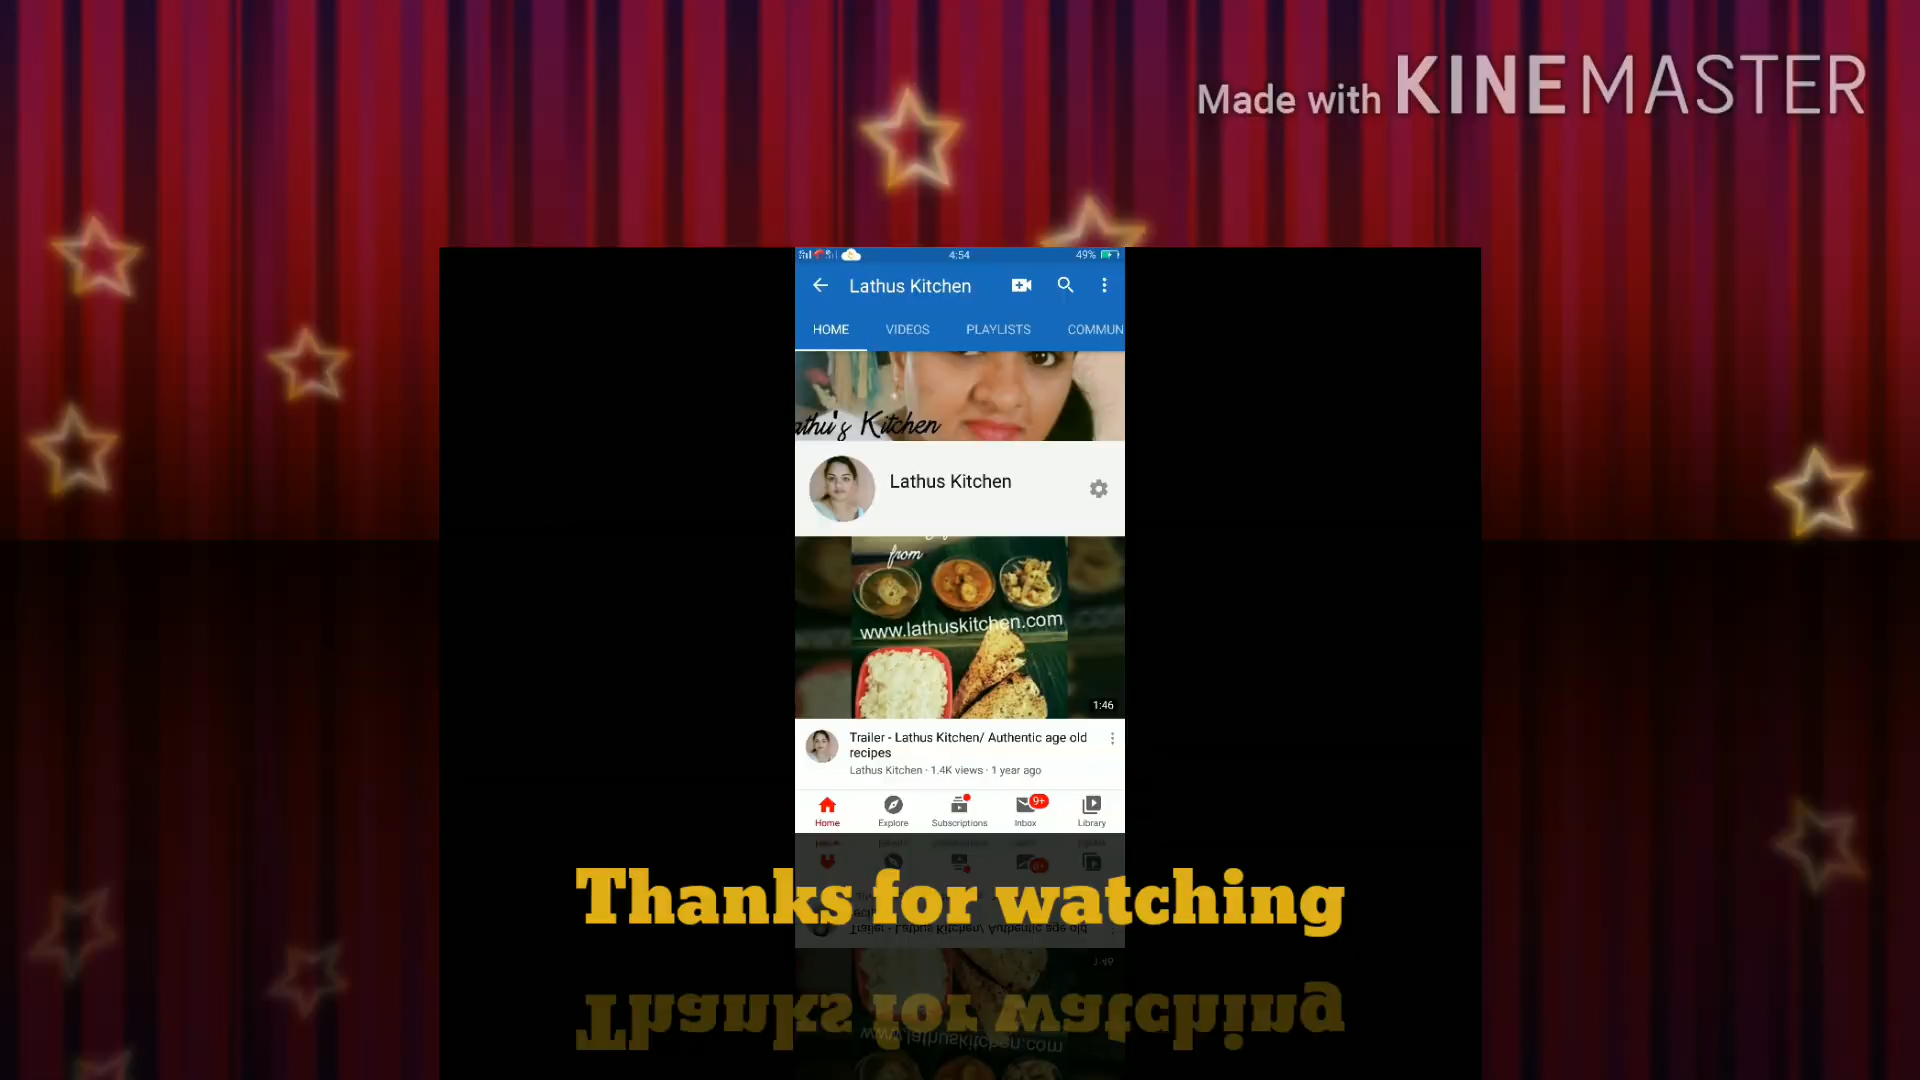 Made with KINEMASTER
4:54
49%
Lathus Kitchen
HOME VIDEOS PLAYLISTS COMMUN
athu's Kitchen
Lathus Kitchen
from
www.lathuskitchen.com
1:46
Trailer - Lathus Kitchen/ Authentic age old
recipes
Lathus Kitchen · 1.4K views · 1 year ago
9+
Home Explore Subscriptions Inbox Library
Thanks for watching